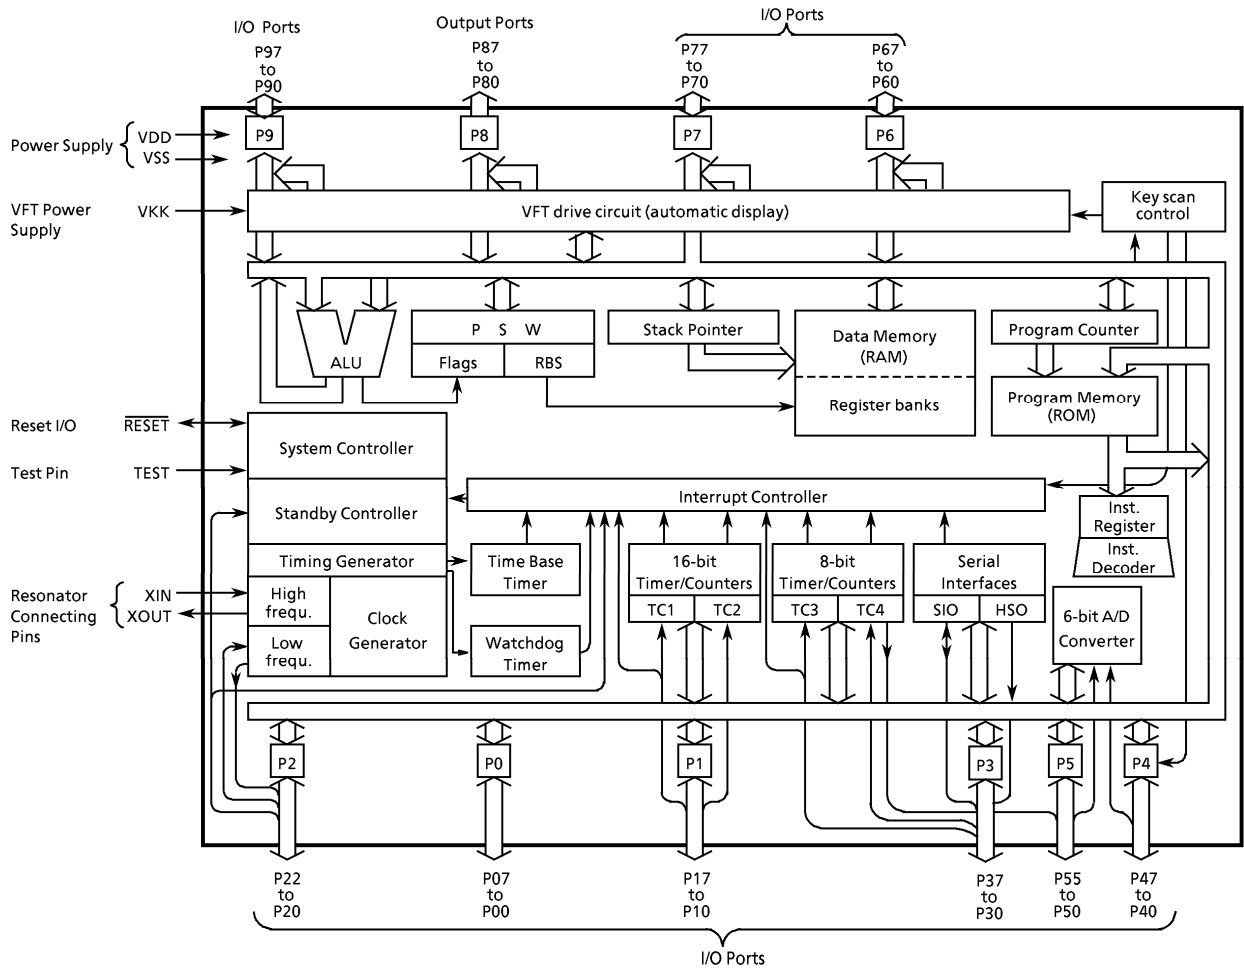 I/O Ports
Output Ports
I/O Ports
P97
to
P90
P87
to
P80
P77
to
P70
P67
to
P60
P9
P8
P7
P6
Power Supply
VDD
VSS
VFT Power
Supply
VKK
VFT drive circuit (automatic display)
Key scan
control
ALU
P S W
Flags
RBS
Stack Pointer
Data Memory
(RAM)
Register banks
Program Counter
Program Memory
(ROM)
Reset I/O
RESET
Test Pin
TEST
System Controller
Standby Controller
Interrupt Controller
Inst.
Register
Inst.
Decoder
Timing Generator
Time Base
Timer
16-bit
Timer/Counters
TC1
TC2
8-bit
Timer/Counters
TC3
TC4
Serial
Interfaces
SIO
HSO
6-bit A/D
Converter
Resonator
Connecting
Pins
XIN
XOUT
High
frequ.
Low
frequ.
Clock
Generator
Watchdog
Timer
P2
P0
P1
P3
P5
P4
P22
to
P20
P07
to
P00
P17
to
P10
P37
to
P30
P55
to
P50
P47
to
P40
I/O Ports